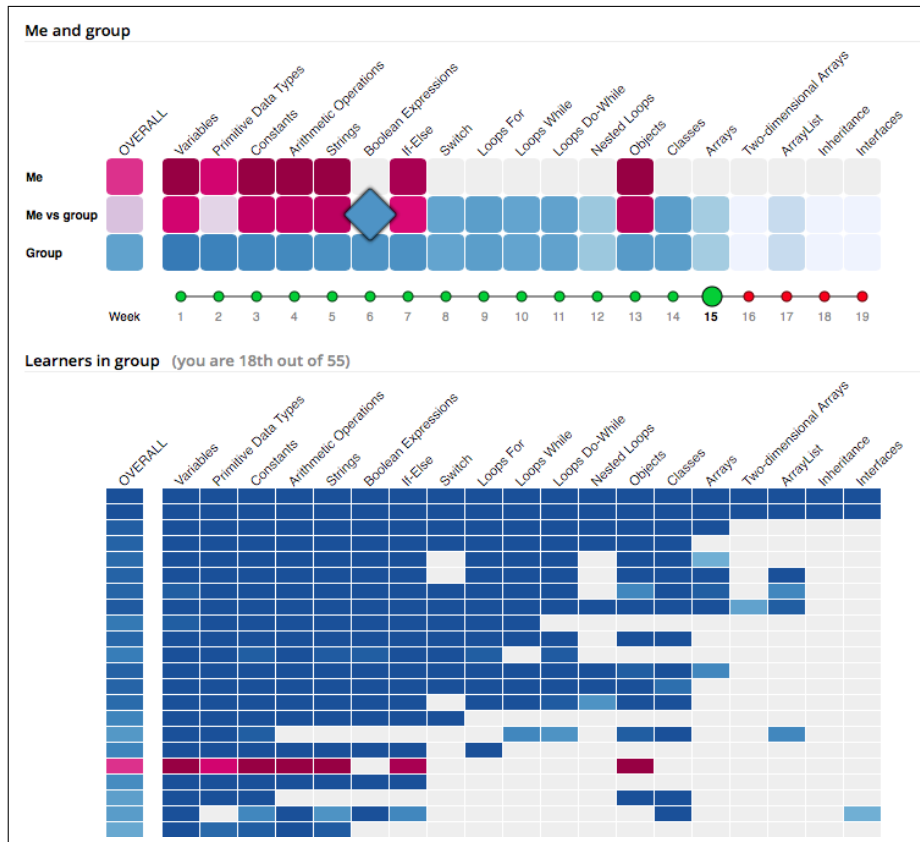 Me and group
OVERALL
Variables
Primitive Data Types
Constants
Arithmetic Operations
Strings
Boolean Expressions
If-Else
Switch
Loops For
Loops While
Loops Do-While
Nested Loops
Objects
Classes
Arrays
Two-dimensional Arrays
ArrayList
Inheritance
Interfaces
Me
Me vs group
Group
Week 1 2 3 4 5 6 7 8 9 10 11 12 13 14 15 16 17 18 19
Learners in group (you are 18th out of 55)
OVERALL
Variables
Primitive Data Types
Constants
Arithmetic Operations
Strings
Boolean Expressions
If-Else
Switch
Loops For
Loops While
Loops Do-While
Nested Loops
Objects
Classes
Arrays
Two-dimensional Arrays
ArrayList
Inheritance
Interfaces